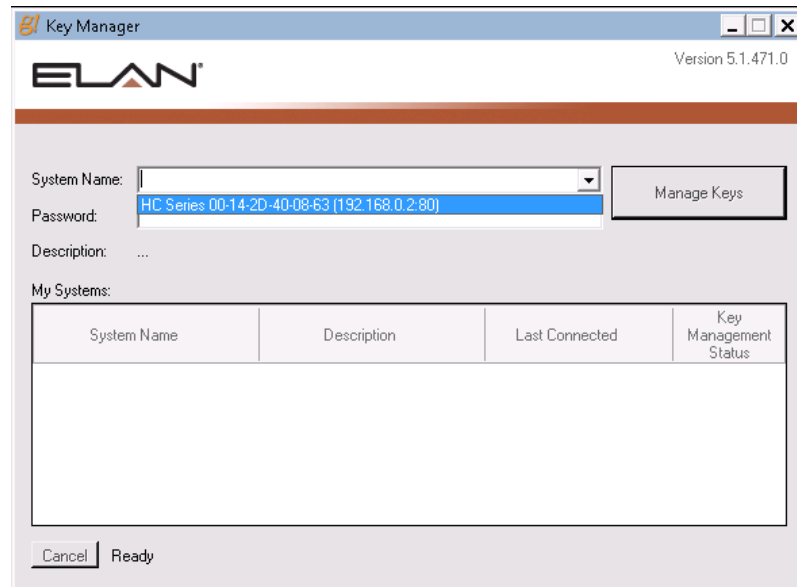 g! Key Manager
ELAN
Version 5.1.471.0
System Name:
HC Series 00-14-2D-40-08-63 (192.168.0.2:80)
Manage Keys
Password:
Description: ...
My Systems:
System Name Description Last Connected Key Management Status
Cancel Ready